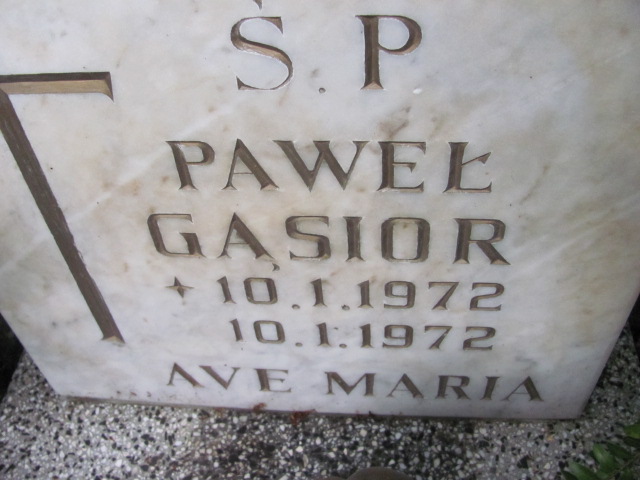 Ś.P
PAWEŁ
GĄSIOR
* 10.1.1972
10.1.1972
AVE MARIA